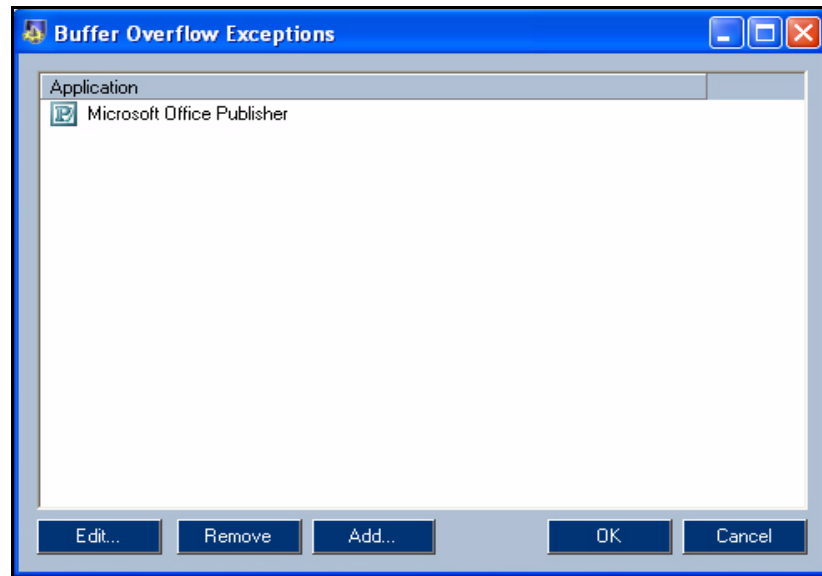 Buffer Overflow Exceptions
Application
Microsoft Office Publisher
Edit... Remove Add... OK Cancel